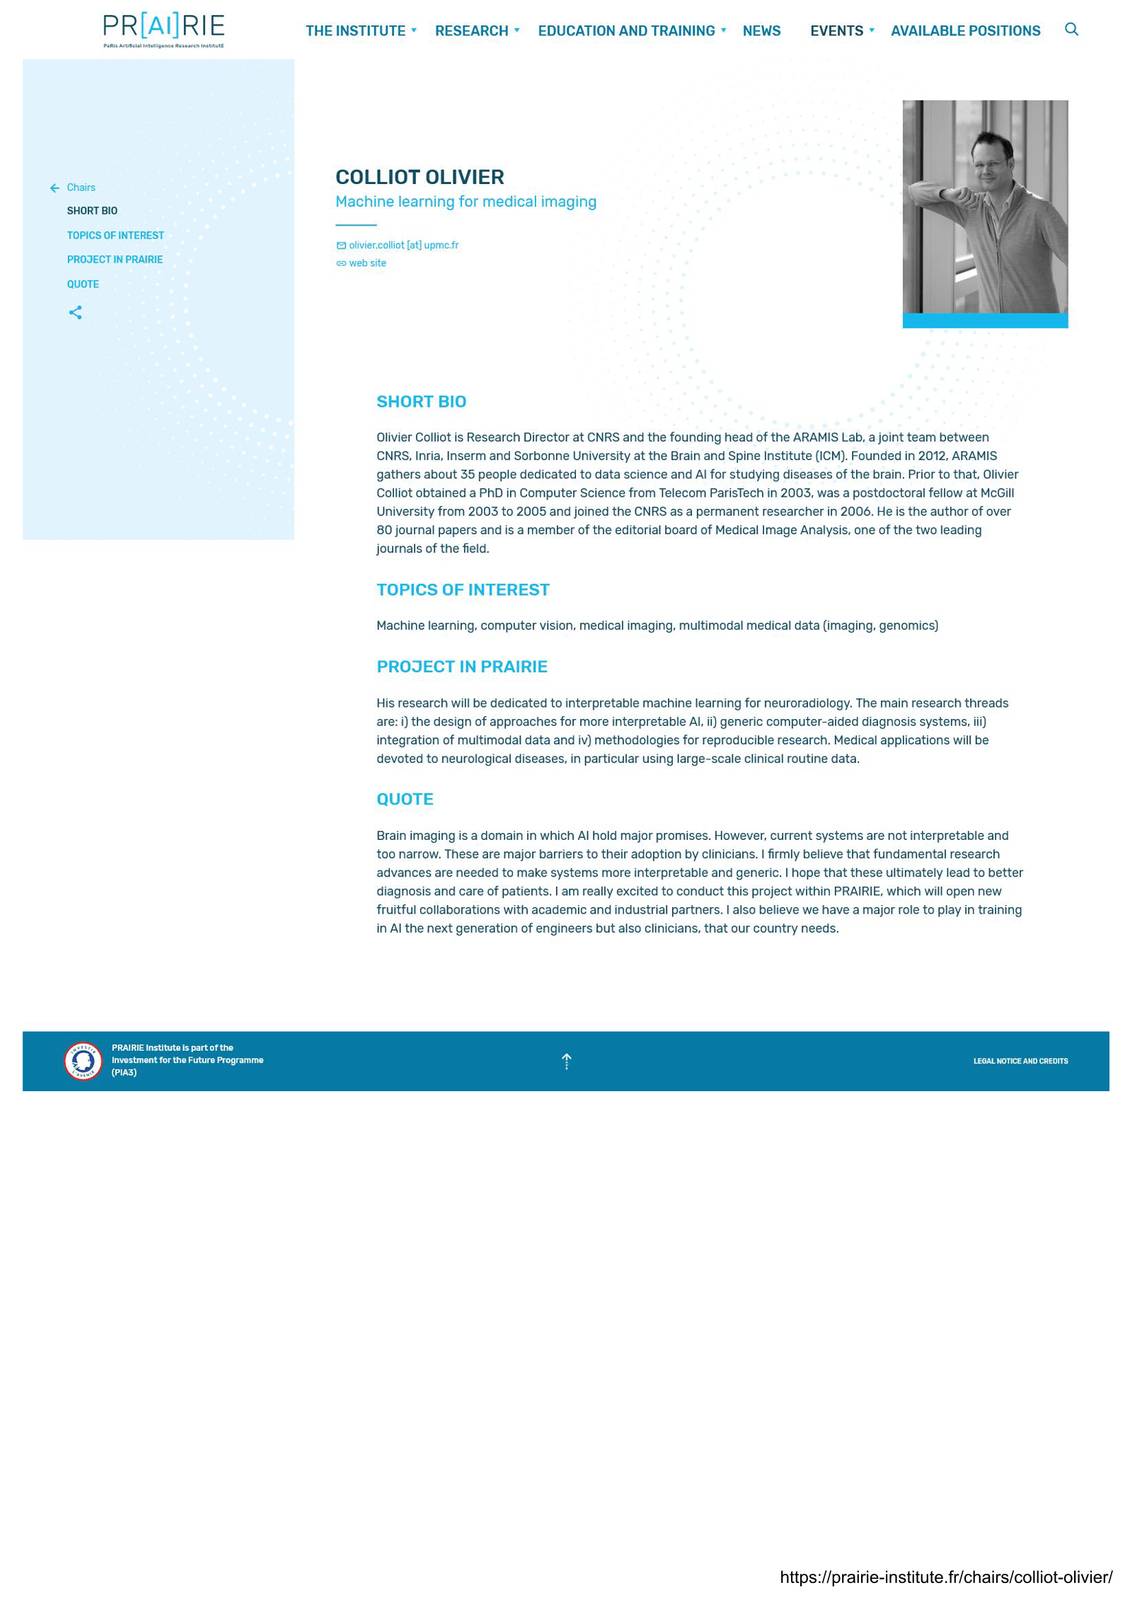 PR[AI]RIE
PaRis Artificial Intelligence Research InstitutE
THE INSTITUTE RESEARCH EDUCATION AND TRAINING NEWS EVENTS AVAILABLE POSITIONS
Chairs
SHORT BIO
TOPICS OF INTEREST
PROJECT IN PRAIRIE
QUOTE
COLLIOT OLIVIER
Machine learning for medical imaging
olivier.colliot [at] upmc.fr
web site
SHORT BIO
Olivier Colliot is Research Director at CNRS and the founding head of the ARAMIS Lab, a joint team between
CNRS, Inria, Inserm and Sorbonne University at the Brain and Spine Institute (ICM). Founded in 2012, ARAMIS
gathers about 35 people dedicated to data science and AI for studying diseases of the brain. Prior to that, Olivier
Colliot obtained a PhD in Computer Science from Telecom ParisTech in 2003, was a postdoctoral fellow at McGill
University from 2003 to 2005 and joined the CNRS as a permanent researcher in 2006. He is the author of over
80 journal papers and is a member of the editorial board of Medical Image Analysis, one of the two leading
journals of the field.
TOPICS OF INTEREST
Machine learning, computer vision, medical imaging, multimodal medical data (imaging, genomics)
PROJECT IN PRAIRIE
His research will be dedicated to interpretable machine learning for neuroradiology. The main research threads
are: i) the design of approaches for more interpretable AI, ii) generic computer-aided diagnosis systems, iii)
integration of multimodal data and iv) methodologies for reproducible research. Medical applications will be
devoted to neurological diseases, in particular using large-scale clinical routine data.
QUOTE
Brain imaging is a domain in which AI hold major promises. However, current systems are not interpretable and
too narrow. These are major barriers to their adoption by clinicians. I firmly believe that fundamental research
advances are needed to make systems more interpretable and generic. I hope that these ultimately lead to better
diagnosis and care of patients. I am really excited to conduct this project within PRAIRIE, which will open new
fruitful collaborations with academic and industrial partners. I also believe we have a major role to play in training
in AI the next generation of engineers but also clinicians, that our country needs.
INVESTIR
L'AVENIR
PRAIRIE Institute is part of the
Investment for the Future Programme
(PIA3)
LEGAL NOTICE AND CREDITS
https://prairie-institute.fr/chairs/colliot-olivier/